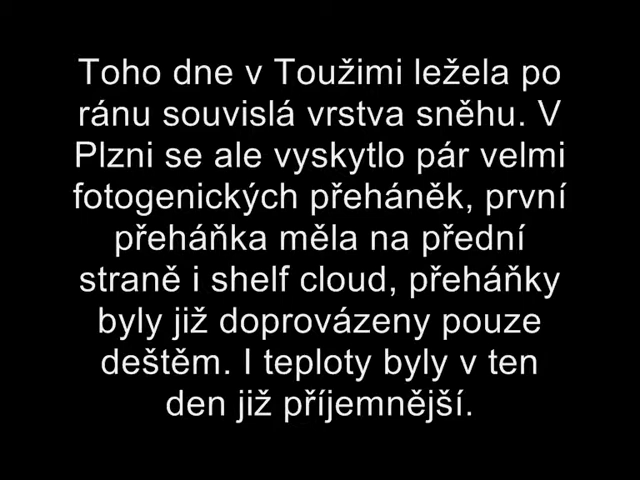 Toho dne v Toužimi ležela po
ránu souvislá vrstva sněhu. V
Plzni se ale vyskytlo pár velmi
fotogenických přeháněk, první
přeháňka měla na přední
straně i shelf cloud, přeháňky
byly již doprovázeny pouze
deštěm. I teploty byly v ten
den již příjemnější.